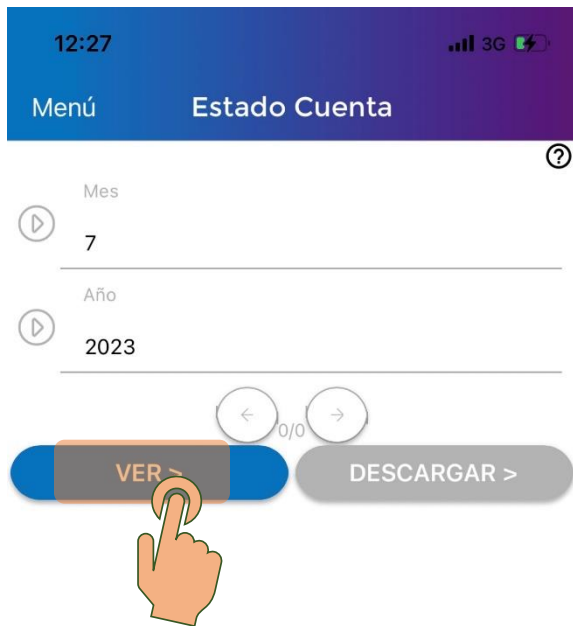 12:27 3G
Menú Estado Cuenta
Mes
7
Año
2023
0/0
VER > DESCARGAR >